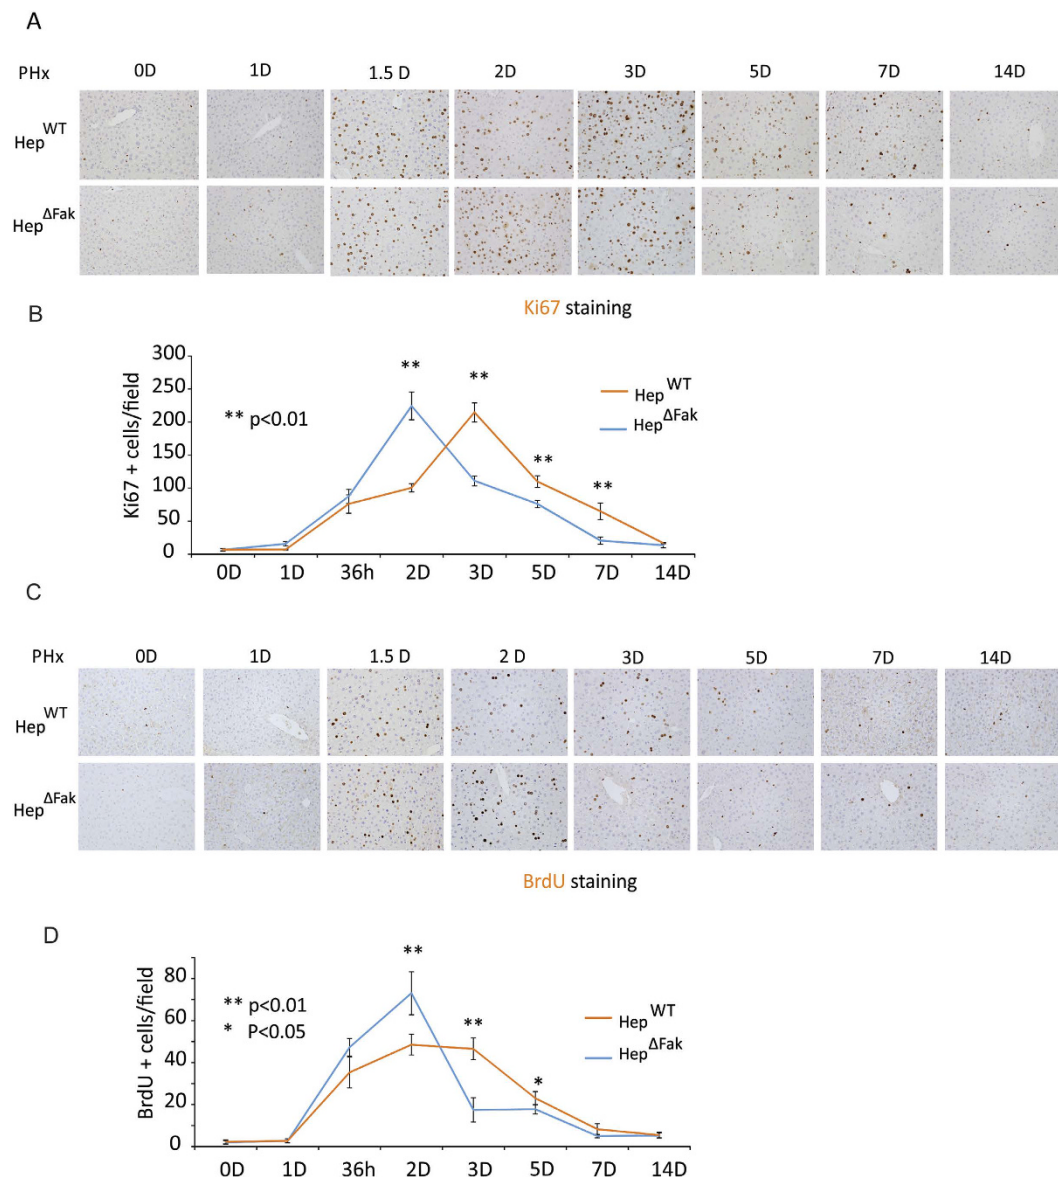 A
PHx 0D 1D 1.5 D 2D 3D 5D 7D 14D
Hep WT
Hep ΔFak
Ki67 staining
B
300
250
200
150
100
50
0
Ki67 + cells/field
** p<0.01
** ** ** **
Hep WT
Hep ΔFak
0D 1D 36h 2D 3D 5D 7D 14D
C
PHx 0D 1D 1.5 D 2 D 3D 5D 7D 14D
Hep WT
Hep ΔFak
BrdU staining
D
80
60
40
20
0
BrdU + cells/field
** p<0.01
* P<0.05
** ** *
Hep WT
Hep ΔFak
0D 1D 36h 2D 3D 5D 7D 14D